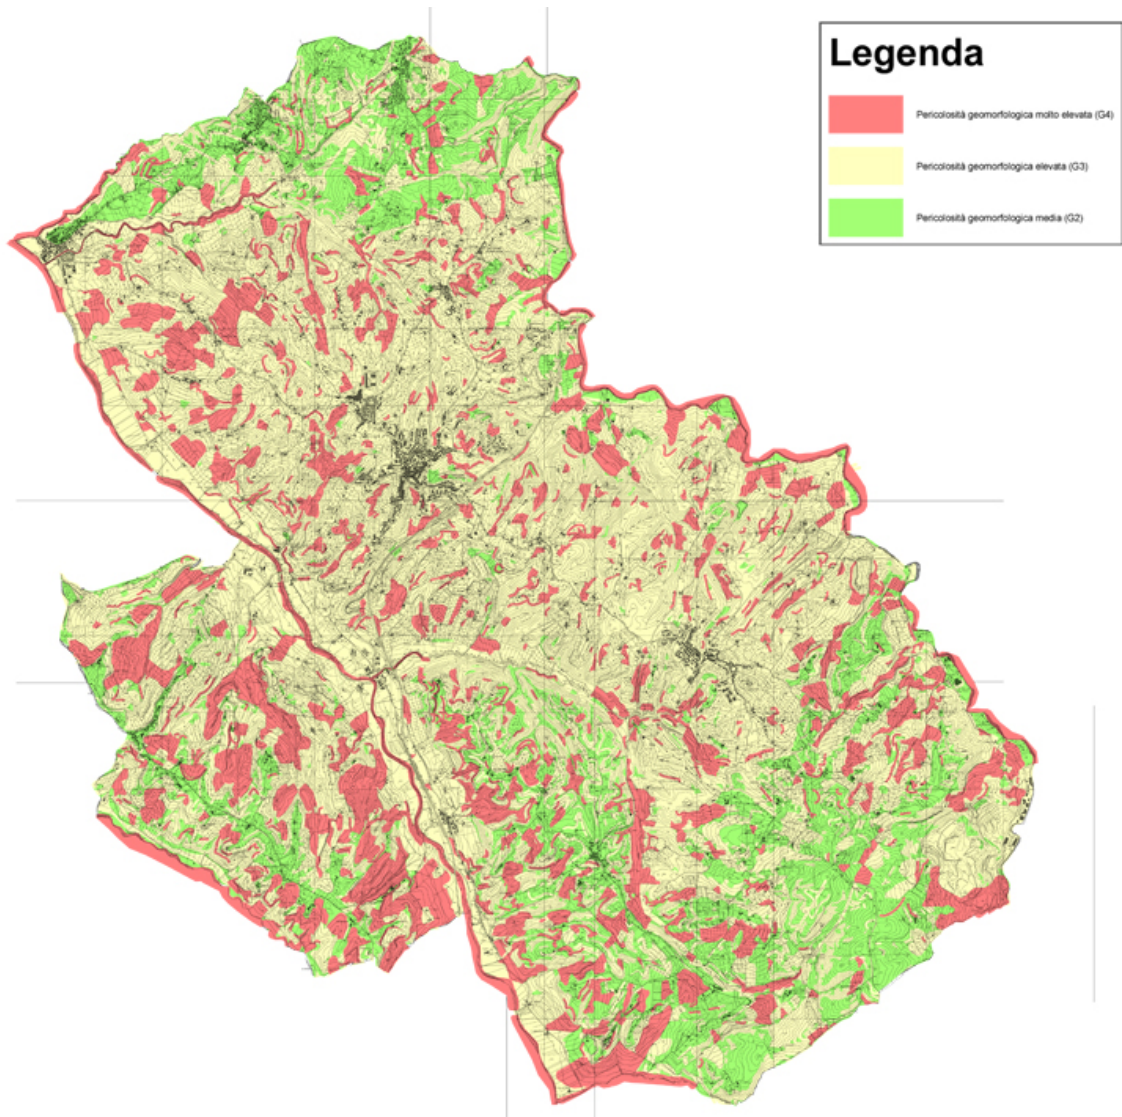 Legenda
Pericolosità geomorfologica molto elevata (G4)
Pericolosità geomorfologica elevata (G3)
Pericolosità geomorfologica media (G2)